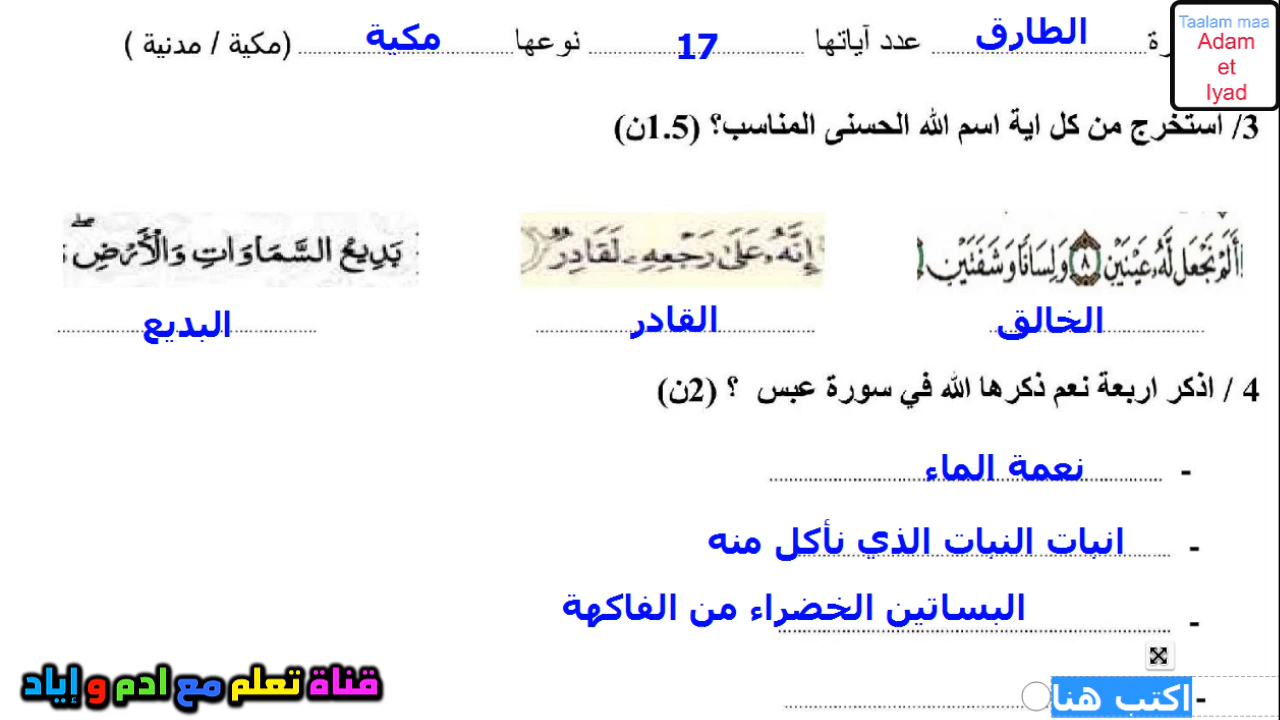 Taalam maa
Adam
et
Iyad
رة الطارق عدد آياتها 17 نوعها مكية (مكية / مدنية )
3/ استخرج من كل اية اسم الله الحسنى المناسب؟ (1.5ن)
أَلَمْ نَجْعَل لَّهُۥ عَيْنَيْنِ ٨ وَلِسَانًا وَشَفَتَيْنِ
إِنَّهُۥ عَلَىٰ رَجْعِهِۦ لَقَادِرٌ
بَدِيعُ السَّمَاوَاتِ وَالْأَرْضِ ۖ
الخالق القادر البديع
4 / اذكر اربعة نعم ذكرها الله في سورة عبس ؟ (2ن)
- نعمة الماء
- انبات النبات الذي نأكل منه
- البساتين الخضراء من الفاكهة
- اكتب هنا
قناة تعلم مع ادم و إياد